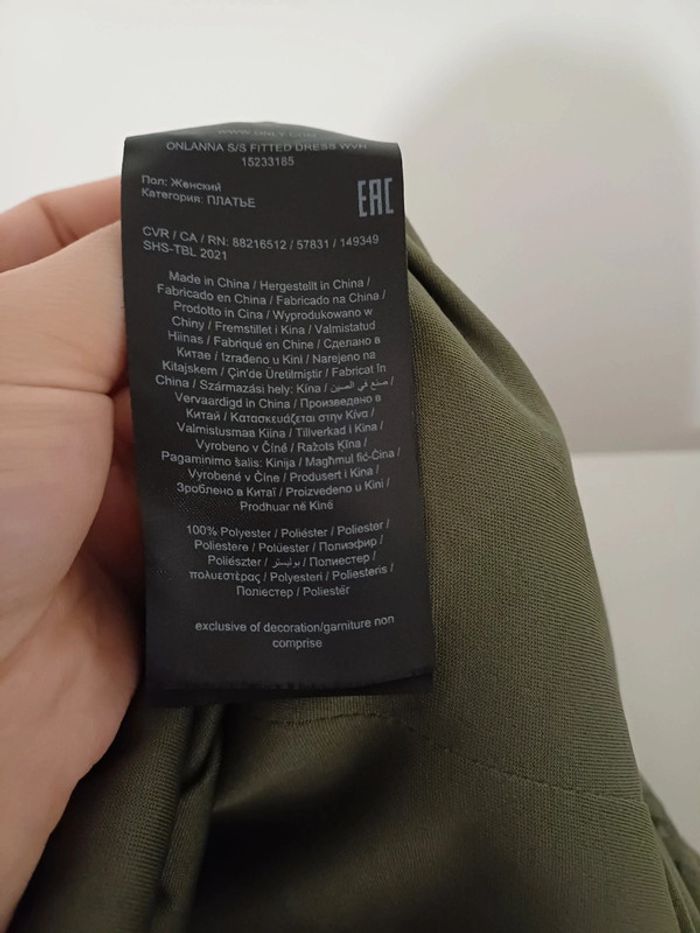 WWW.ONLY.COM
ONLANNA S/S FITTED DRESS WVN
15233185
Пол: Женский
Категория: ПЛАТЬЕ
EAC
CVR / CA / RN: 88216512 / 57831 / 149349
SHS-TBL 2021
Made in China / Hergestellt in China /
Fabricado en China / Fabricado na China /
Prodotto in Cina / Wyprodukowano w
Chiny / Fremstillet i Kina / Valmistatud
Hiinas / Fabriqué en Chine / Сделано в
Китае / Izrađeno u Kini / Narejeno na
Kitajskem / Çin'de Üretilmiştir / Fabricat în
China / Származási hely: Kína / صنع في الصين /
Vervaardigd in China / Произведено в
Китай / Κατασκευάζεται στην Κίνα /
Valmistusmaa Kiina / Tillverkad i Kina /
Vyrobeno v Číně / Ražots Ķīna /
Pagaminimo šalis: Kinija / Magħmul fiċ-Ċina /
Vyrobené v Číne / Produsert i Kina /
Зроблено в Китаї / Proizvedeno u Kini /
Prodhuar në Kinë
100% Polyester / Poliéster / Poliester /
Poliestere / Polüester / Полиэфир /
Poliészter / بوليستر / Полиестер /
πολυεστέρας / Polyesteri / Poliesteris /
Поліестер / Poliestër
exclusive of decoration/garniture non
comprise